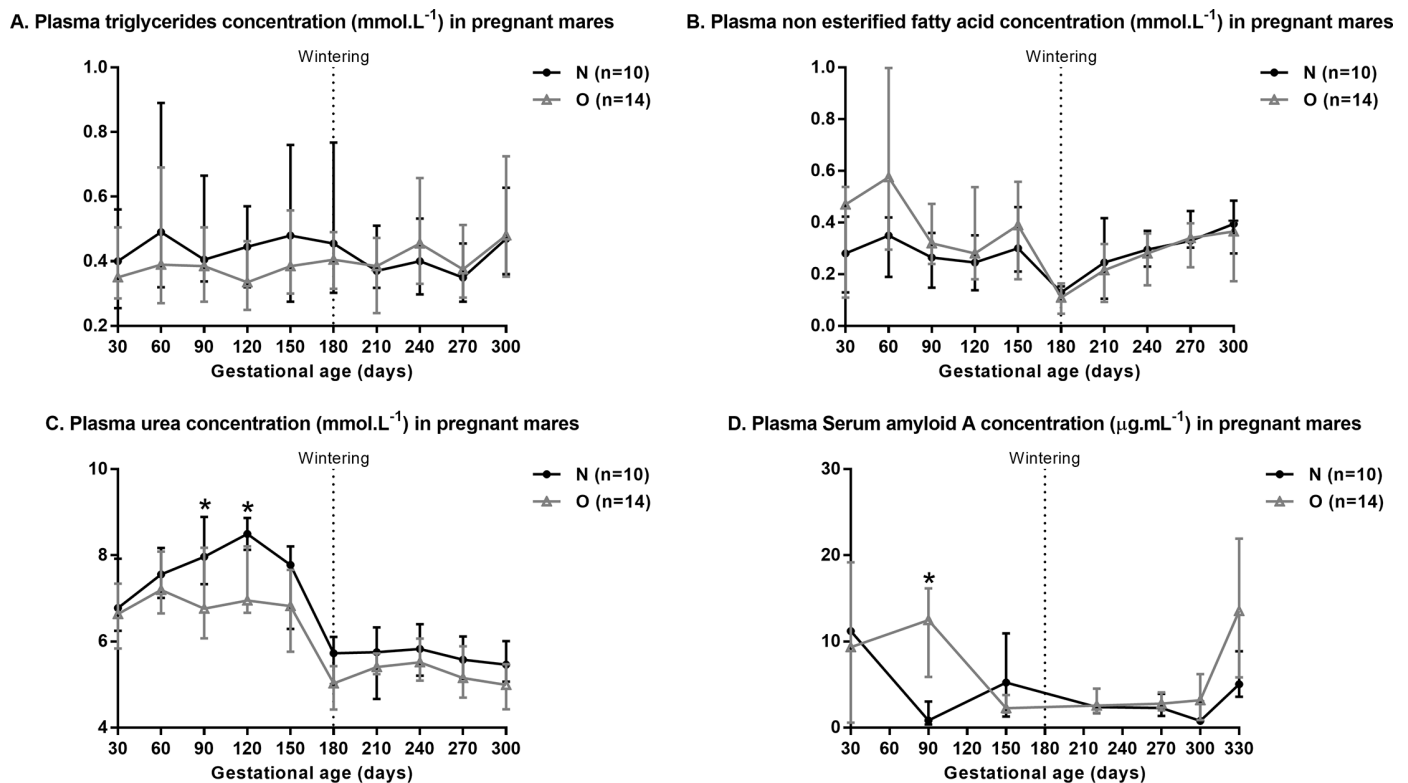 A. Plasma triglycerides concentration (mmol.L-1) in pregnant mares
Wintering
1.0
0.8
0.6
0.4
0.2
30 60 90 120 150 180 210 240 270 300
Gestational age (days)
N (n=10)
O (n=14)
B. Plasma non esterified fatty acid concentration (mmol.L-1) in pregnant mares
Wintering
1.0
0.8
0.6
0.4
0.2
0.0
30 60 90 120 150 180 210 240 270 300
Gestational age (days)
N (n=10)
O (n=14)
C. Plasma urea concentration (mmol.L-1) in pregnant mares
Wintering
10
8
6
4
* *
30 60 90 120 150 180 210 240 270 300
Gestational age (days)
N (n=10)
O (n=14)
D. Plasma Serum amyloid A concentration (μg.mL-1) in pregnant mares
Wintering
30
20
10
0
*
30 60 90 120 150 180 210 240 270 300 330
Gestational age (days)
N (n=10)
O (n=14)